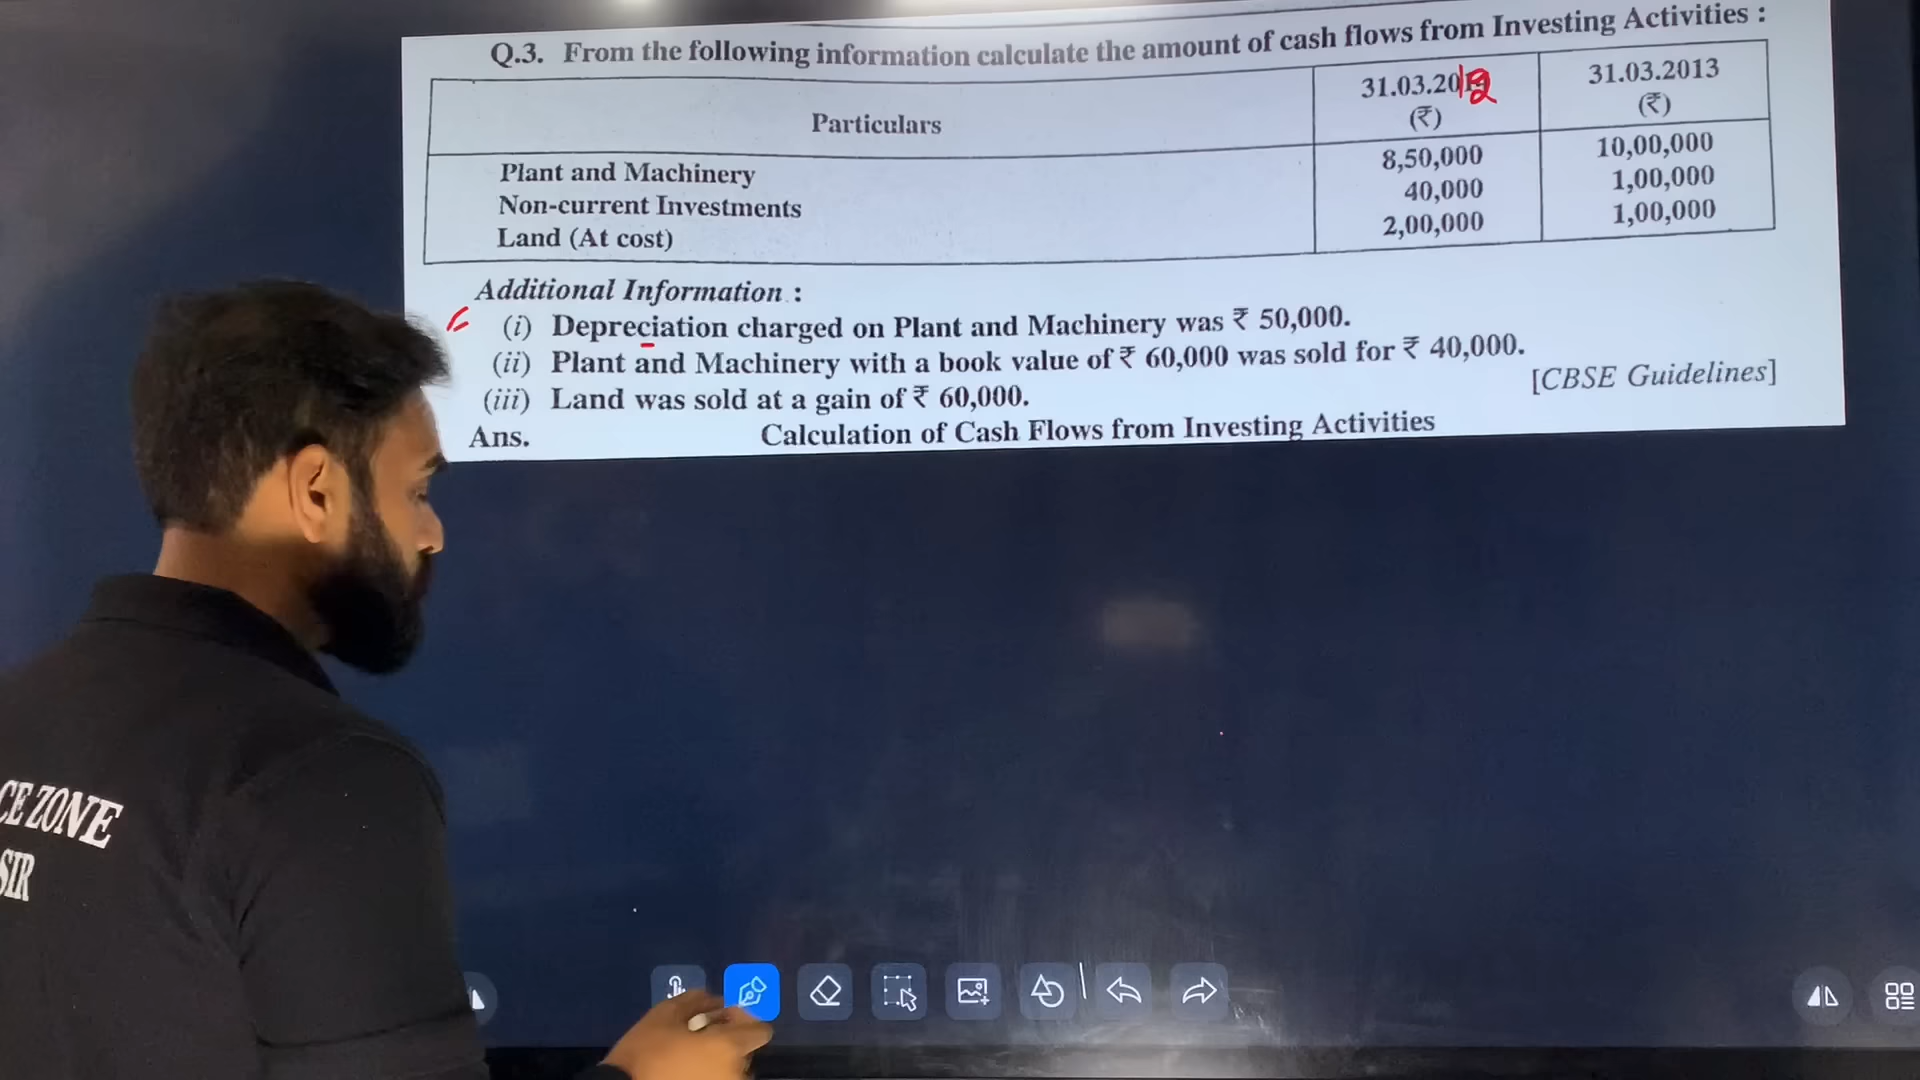 Q.3. From the following information calculate the amount of cash flows from Investing Activities :
Particulars
31.03.2012
(₹)
31.03.2013
(₹)
Plant and Machinery 8,50,000 10,00,000
Non-current Investments 40,000 1,00,000
Land (At cost) 2,00,000 1,00,000
Additional Information :
(i) Depreciation charged on Plant and Machinery was ₹ 50,000.
(ii) Plant and Machinery with a book value of ₹ 60,000 was sold for ₹ 40,000.
(iii) Land was sold at a gain of ₹ 60,000.
[CBSE Guidelines]
Ans. Calculation of Cash Flows from Investing Activities
CE ZONE
SIR